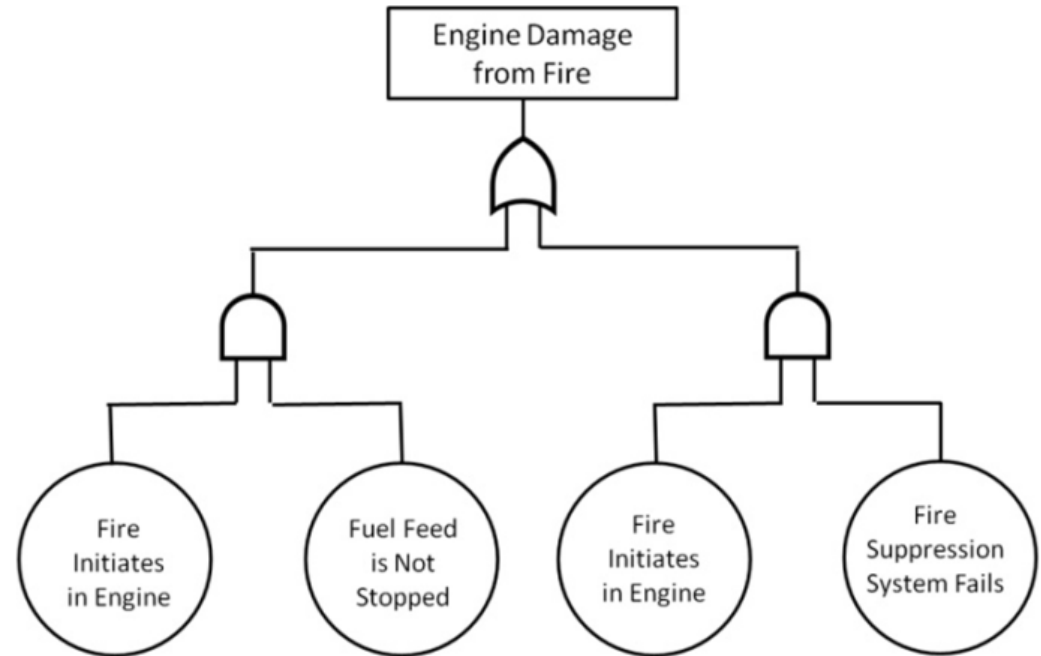 Engine Damage
from Fire
Fire
Initiates
in Engine
Fuel Feed
is Not
Stopped
Fire
Initiates
in Engine
Fire
Suppression
System Fails